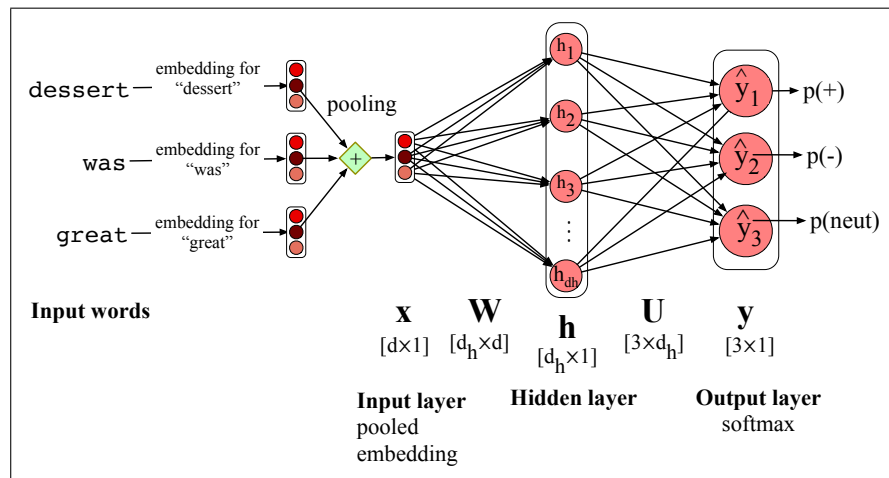 dessert
embedding for
“dessert”
pooling
was
embedding for
“was”
+
great
embedding for
“great”
h1
h2
h3
⋮
hdh
ŷ1
ŷ2
ŷ3
p(+)
p(-)
p(neut)
Input words
x
W
h
U
y
[d×1]
[dh×d]
[dh×1]
[3×dh]
[3×1]
Input layer
pooled
embedding
Hidden layer
Output layer
softmax